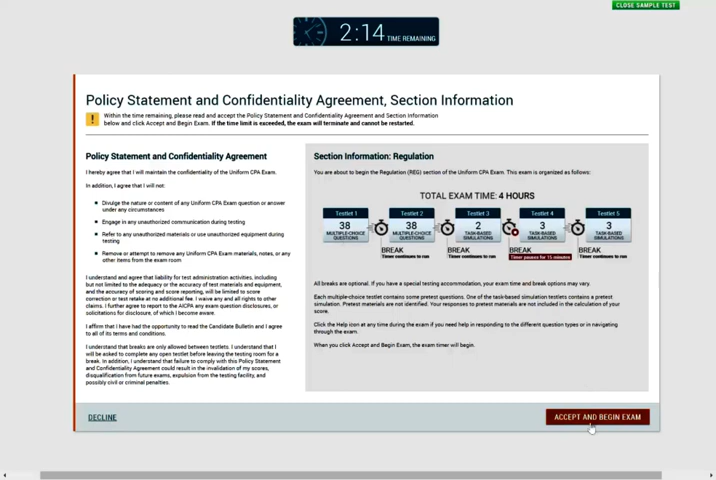 CLOSE SAMPLE TEST
2:14 TIME REMAINING
Policy Statement and Confidentiality Agreement, Section Information
! Within the time remaining, please read and accept the Policy Statement and Confidentiality Agreement and Section Information
below and click Accept and Begin Exam. If the time limit is exceeded, the exam will terminate and cannot be restarted.
Policy Statement and Confidentiality Agreement
I hereby agree that I will maintain the confidentiality of the Uniform CPA Exam.
In addition, I agree that I will not:
Divulge the nature or content of any Uniform CPA Exam question or answer
under any circumstances
Engage in any unauthorized communication during testing
Refer to any unauthorized materials or use unauthorized equipment during
testing
Remove or attempt to remove any Uniform CPA Exam materials, notes, or any
other items from the exam room
I understand and agree that liability for test administration activities, including
but not limited to the adequacy or the accuracy of test materials and equipment,
and the accuracy of scoring and score reporting, will be limited to score
correction or test retake at no additional fee. I waive any and all rights to other
claims. I further agree to report to the AICPA any exam question disclosures, or
solicitations for disclosure, of which I become aware.
I affirm that I have had the opportunity to read the Candidate Bulletin and I agree
to all of its terms and conditions.
I understand that breaks are only allowed between testlets. I understand that I
will be asked to complete any open testlet before leaving the testing room for a
break. In addition, I understand that failure to comply with this Policy Statement
and Confidentiality Agreement could result in the invalidation of my scores,
disqualification from future exams, expulsion from the testing facility, and
possibly civil or criminal penalties.
Section Information: Regulation
You are about to begin the Regulation (REG) section of the Uniform CPA Exam. This exam is organized as follows:
TOTAL EXAM TIME: 4 HOURS
Testlet 1 Testlet 2 Testlet 3 Testlet 4 Testlet 5
38 38 2 3 3
MULTIPLE-CHOICE QUESTIONS MULTIPLE-CHOICE QUESTIONS TASK-BASED SIMULATIONS TASK-BASED SIMULATIONS TASK-BASED SIMULATIONS
BREAK BREAK BREAK BREAK
Timer continues to run Timer continues to run Timer pauses for 15 minutes Timer continues to run
All breaks are optional. If you have a special testing accommodation, your exam time and break options may vary.
Each multiple-choice testlet contains some pretest questions. One of the task-based simulation testlets contains a pretest
simulation. Pretest materials are not identified. Your responses to pretest materials are not included in the calculation of your
score.
Click the Help icon at any time during the exam if you need help in responding to the different question types or in navigating
through the exam.
When you click Accept and Begin Exam, the exam timer will begin.
DECLINE
ACCEPT AND BEGIN EXAM